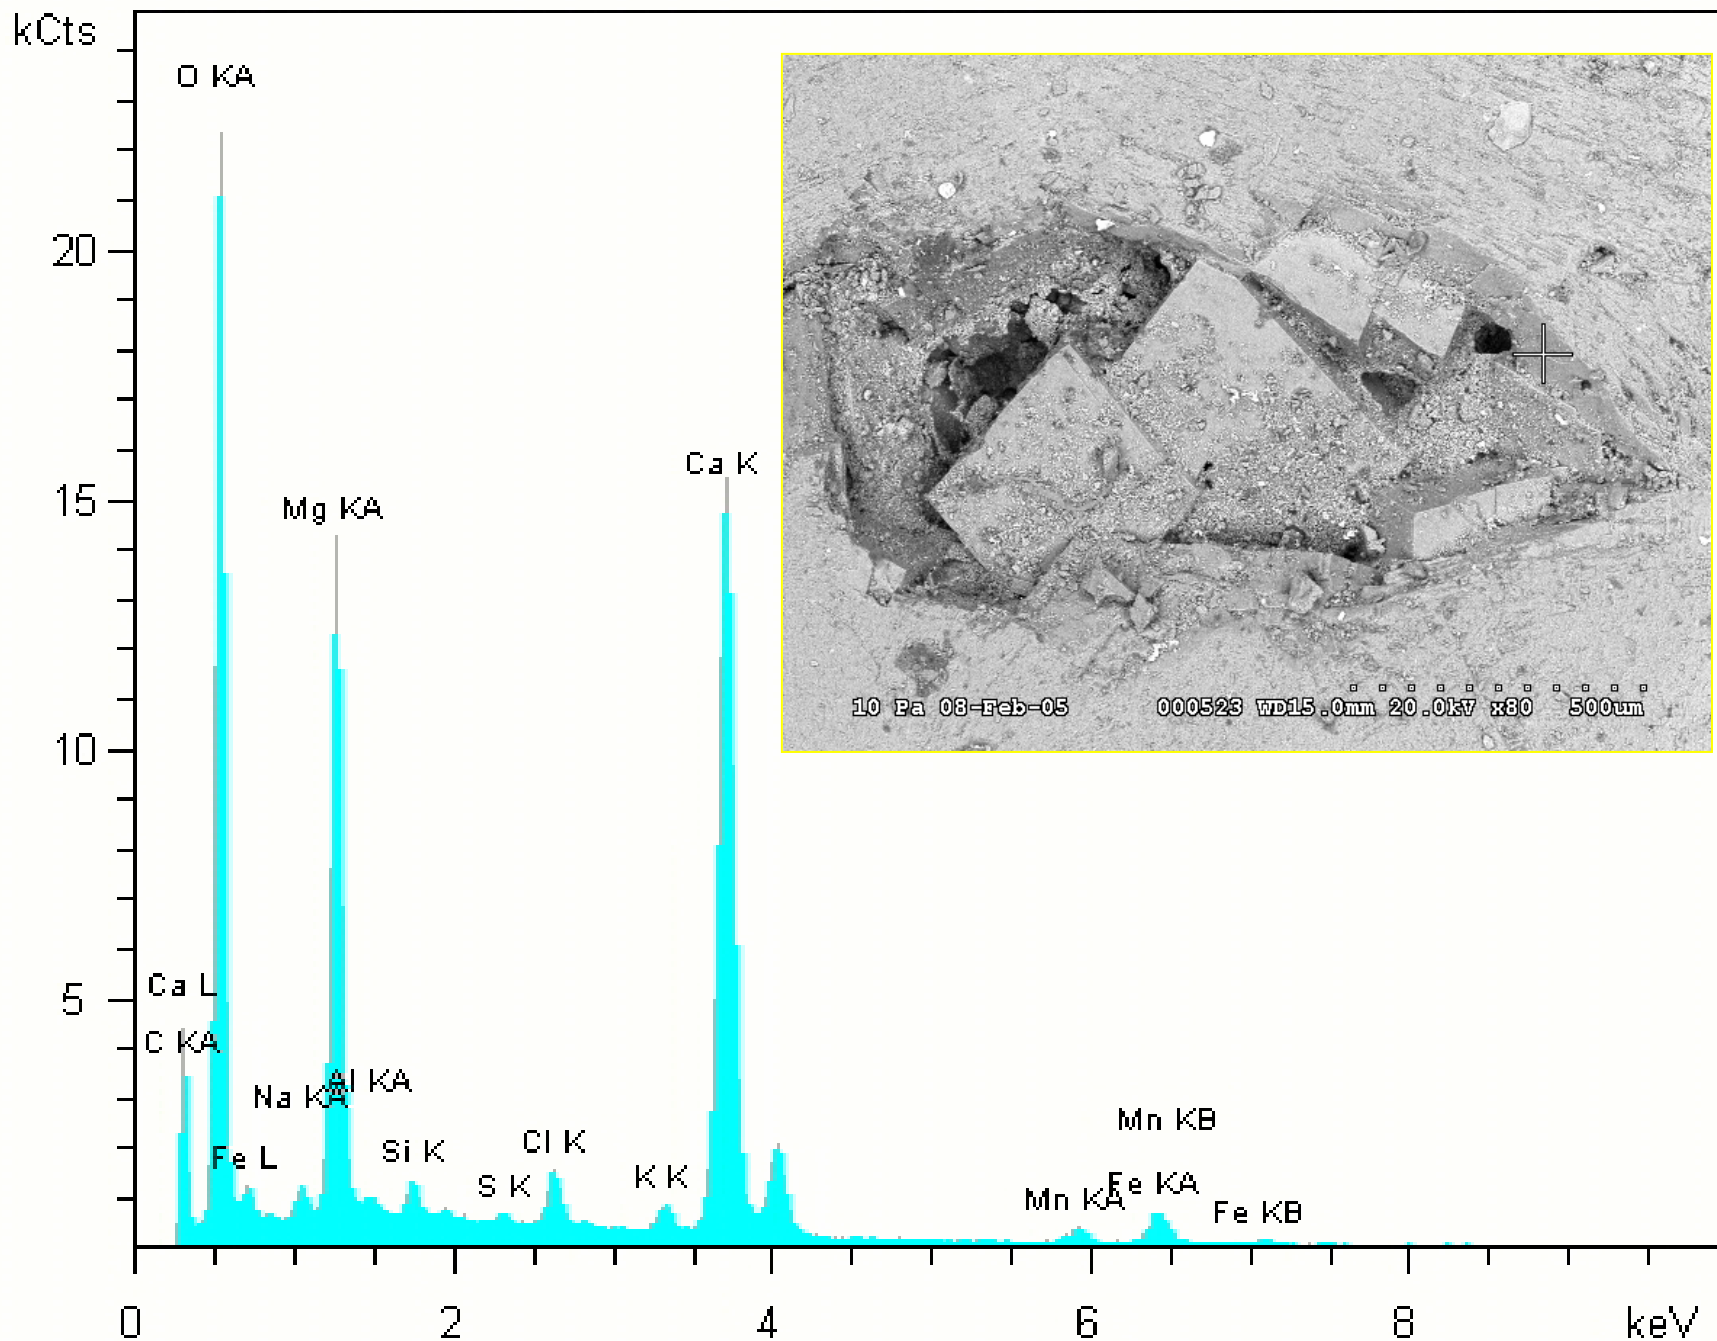 kCts
O KA
20
Ca K
15
Mg KA
10
Ca L
5
C KA
Al KA
Na KA
Mn KB
Cl K
Si K
Fe L
K K
Fe KA
S K
Mn KA
Fe KB
0 2 4 6 8 keV
10 Pa 08-Feb-05 000523 WD15.0mm 20.0kV x80 500um